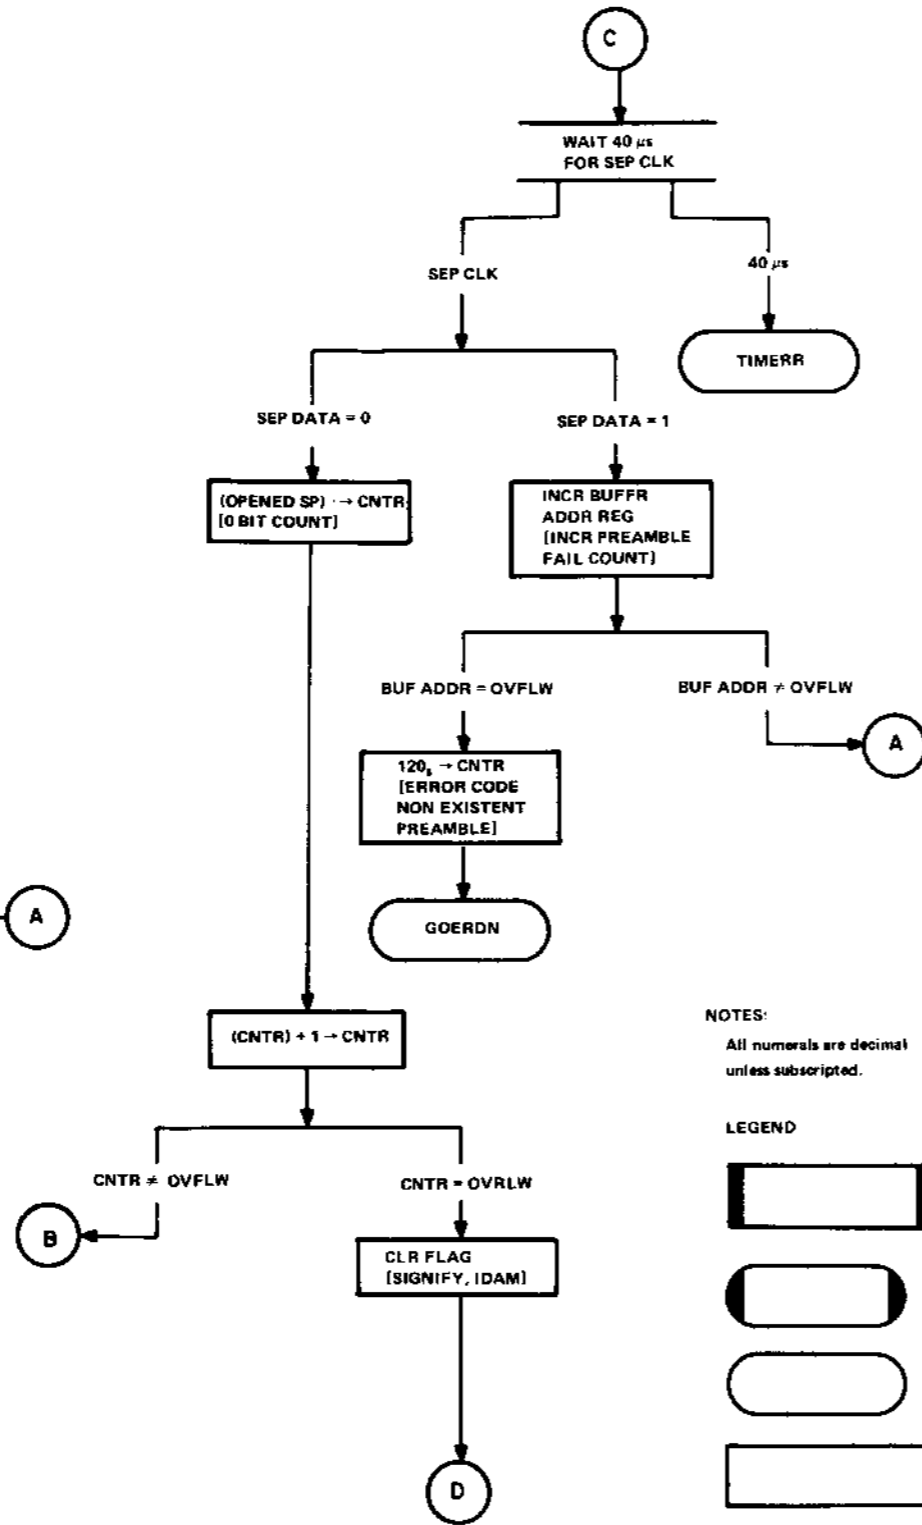 C
WAIT 40 µs
FOR SEP CLK
SEP CLK
40 µs
TIMERR
SEP DATA = 0
SEP DATA = 1
(OPENED SP) → CNTR
[0 BIT COUNT]
INCR BUFFR
ADDR REG
[INCR PREAMBLE
FAIL COUNT]
BUF ADDR = OVFLW
BUF ADDR ≠ OVFLW
A
120₈ → CNTR
[ERROR CODE
NON EXISTENT
PREAMBLE]
GOERDN
A
(CNTR) + 1 → CNTR
NOTES:
All numerals are decimal
unless subscripted.
LEGEND
CNTR ≠ OVFLW
CNTR = OVRLW
B
CLR FLAG
[SIGNIFY, IDAM]
D